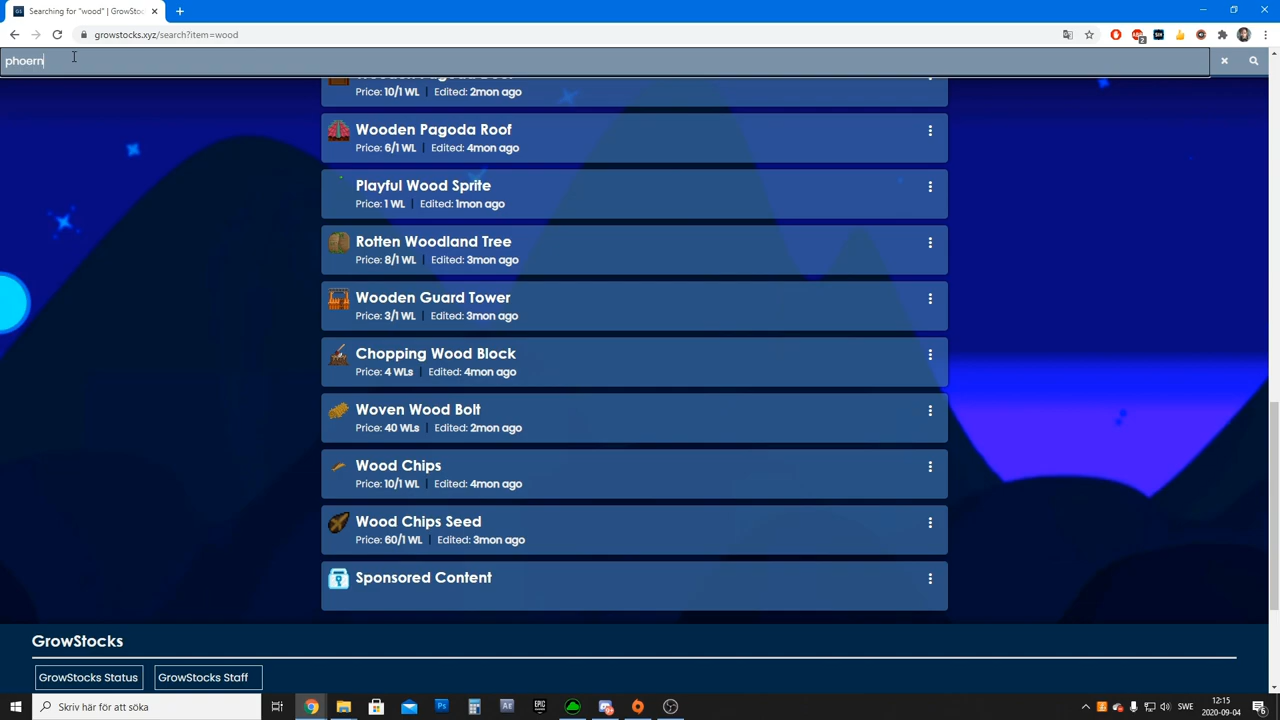 Searching for "wood" | GrowStoc
growstocks.xyz/search?item=wood
phoern
Price: 10/1 WL | Edited: 2mon ago
Wooden Pagoda Roof
Price: 6/1 WL | Edited: 4mon ago
Playful Wood Sprite
Price: 1 WL | Edited: 1mon ago
Rotten Woodland Tree
Price: 8/1 WL | Edited: 3mon ago
Wooden Guard Tower
Price: 3/1 WL | Edited: 3mon ago
Chopping Wood Block
Price: 4 WLs | Edited: 4mon ago
Woven Wood Bolt
Price: 40 WLs | Edited: 2mon ago
Wood Chips
Price: 10/1 WL | Edited: 4mon ago
Wood Chips Seed
Price: 60/1 WL | Edited: 3mon ago
Sponsored Content
GrowStocks
GrowStocks Status GrowStocks Staff
Skriv här för att söka
SWE
12:15
2020-09-04